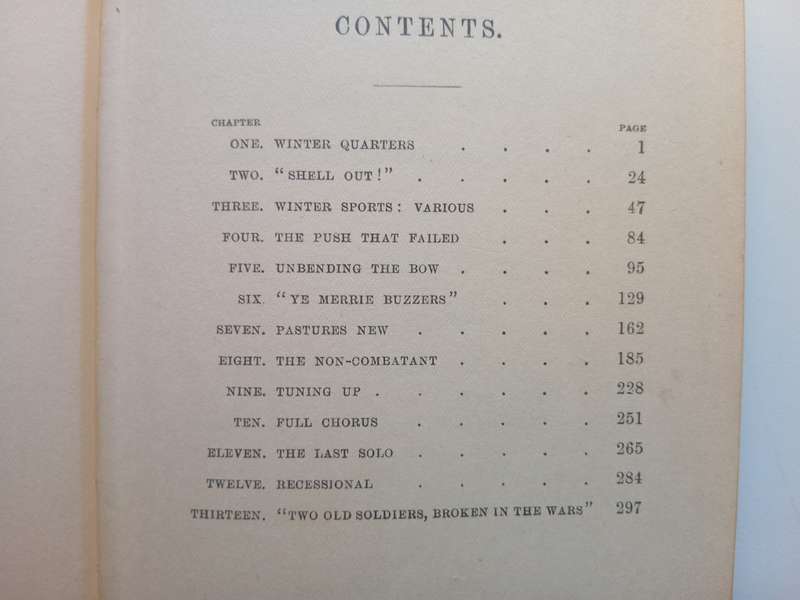 CONTENTS.
CHAPTER PAGE
ONE. WINTER QUARTERS . . . . 1
TWO. "SHELL OUT!" . . . . . 24
THREE. WINTER SPORTS: VARIOUS . . . 47
FOUR. THE PUSH THAT FAILED . . . 84
FIVE. UNBENDING THE BOW . . . . 95
SIX. "YE MERRIE BUZZERS" . . . 129
SEVEN. PASTURES NEW . . . . . 162
EIGHT. THE NON-COMBATANT . . . . 185
NINE. TUNING UP . . . . . . 228
TEN. FULL CHORUS . . . . . 251
ELEVEN. THE LAST SOLO . . . . . 265
TWELVE. RECESSIONAL . . . . . 284
THIRTEEN. "TWO OLD SOLDIERS, BROKEN IN THE WARS" 297